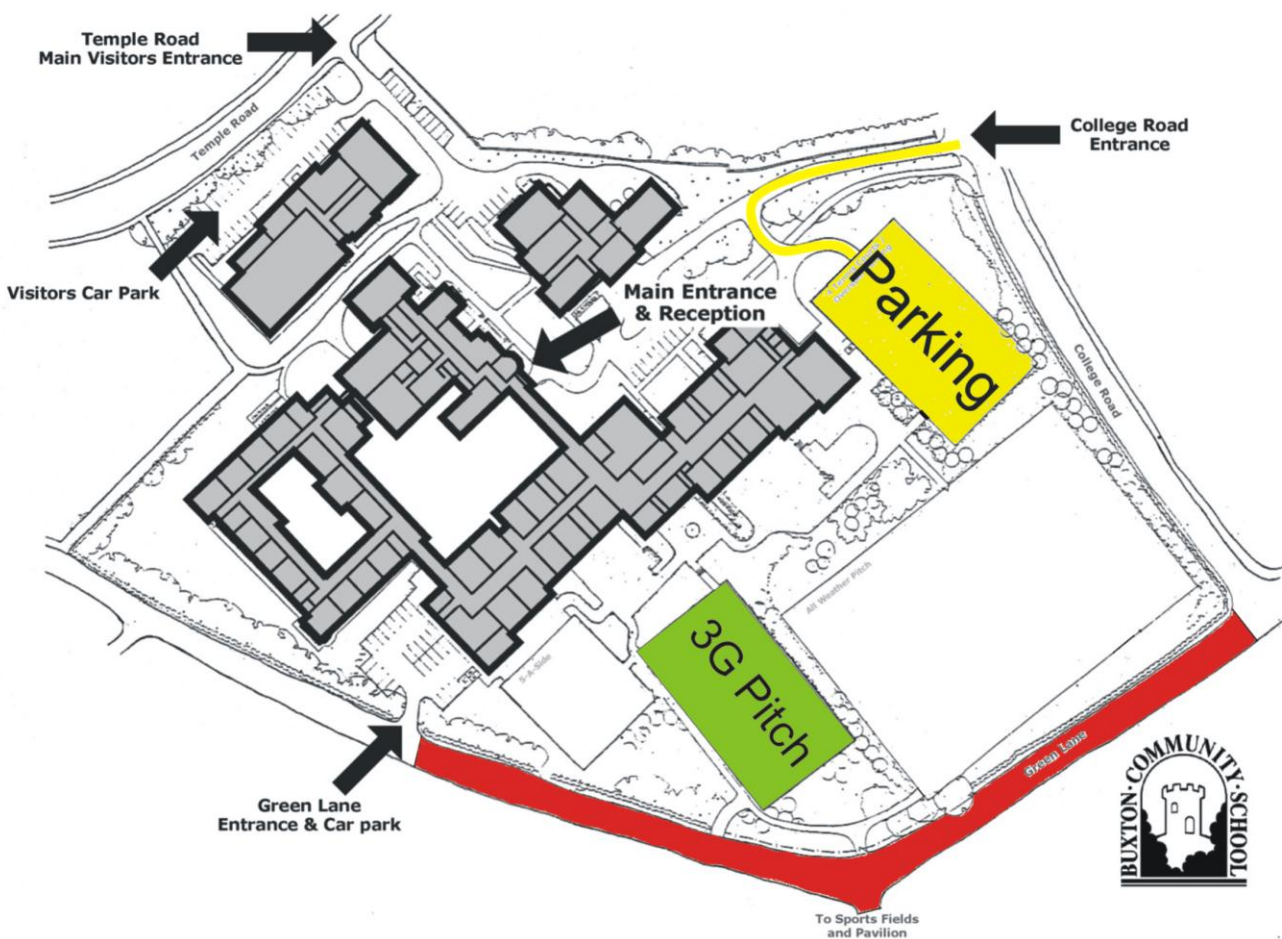 Temple Road
Main Visitors Entrance
Temple Road
College Road
Entrance
Visitors Car Park
Main Entrance
& Reception
Parking
College Road
All Weather Pitch
5-A-Side
3G Pitch
Green Lane
Green Lane
Entrance & Car park
To Sports Fields
and Pavilion
BUXTON·COMMUNITY·SCHOOL